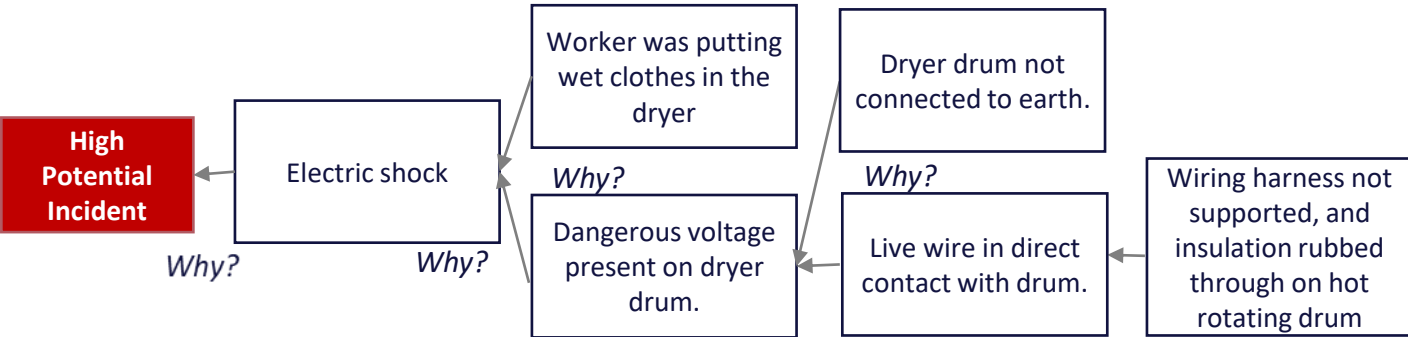 High
Potential
Incident
Why?
Electric shock
Why?
Worker was putting
wet clothes in the
dryer
Why?
Dangerous voltage
present on dryer
drum.
Dryer drum not
connected to earth.
Why?
Live wire in direct
contact with drum.
Wiring harness not
supported, and
insulation rubbed
through on hot
rotating drum